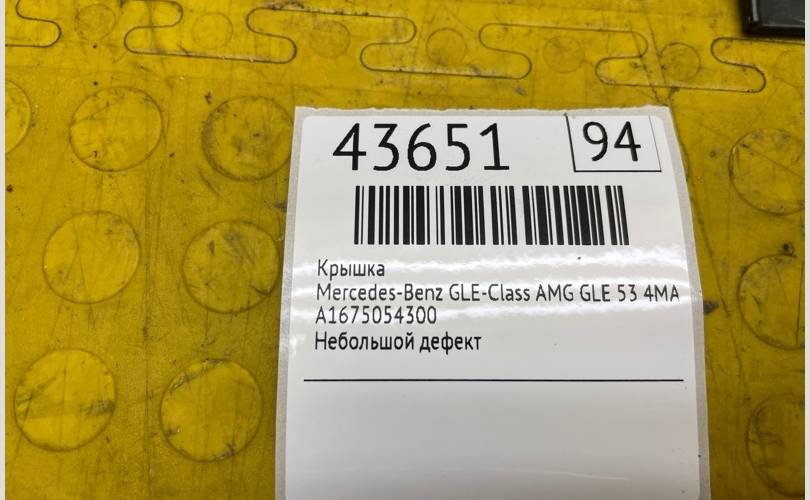 43651 94
Крышка
Mercedes-Benz GLE-Class AMG GLE 53 4MA
A1675054300
Небольшой дефект